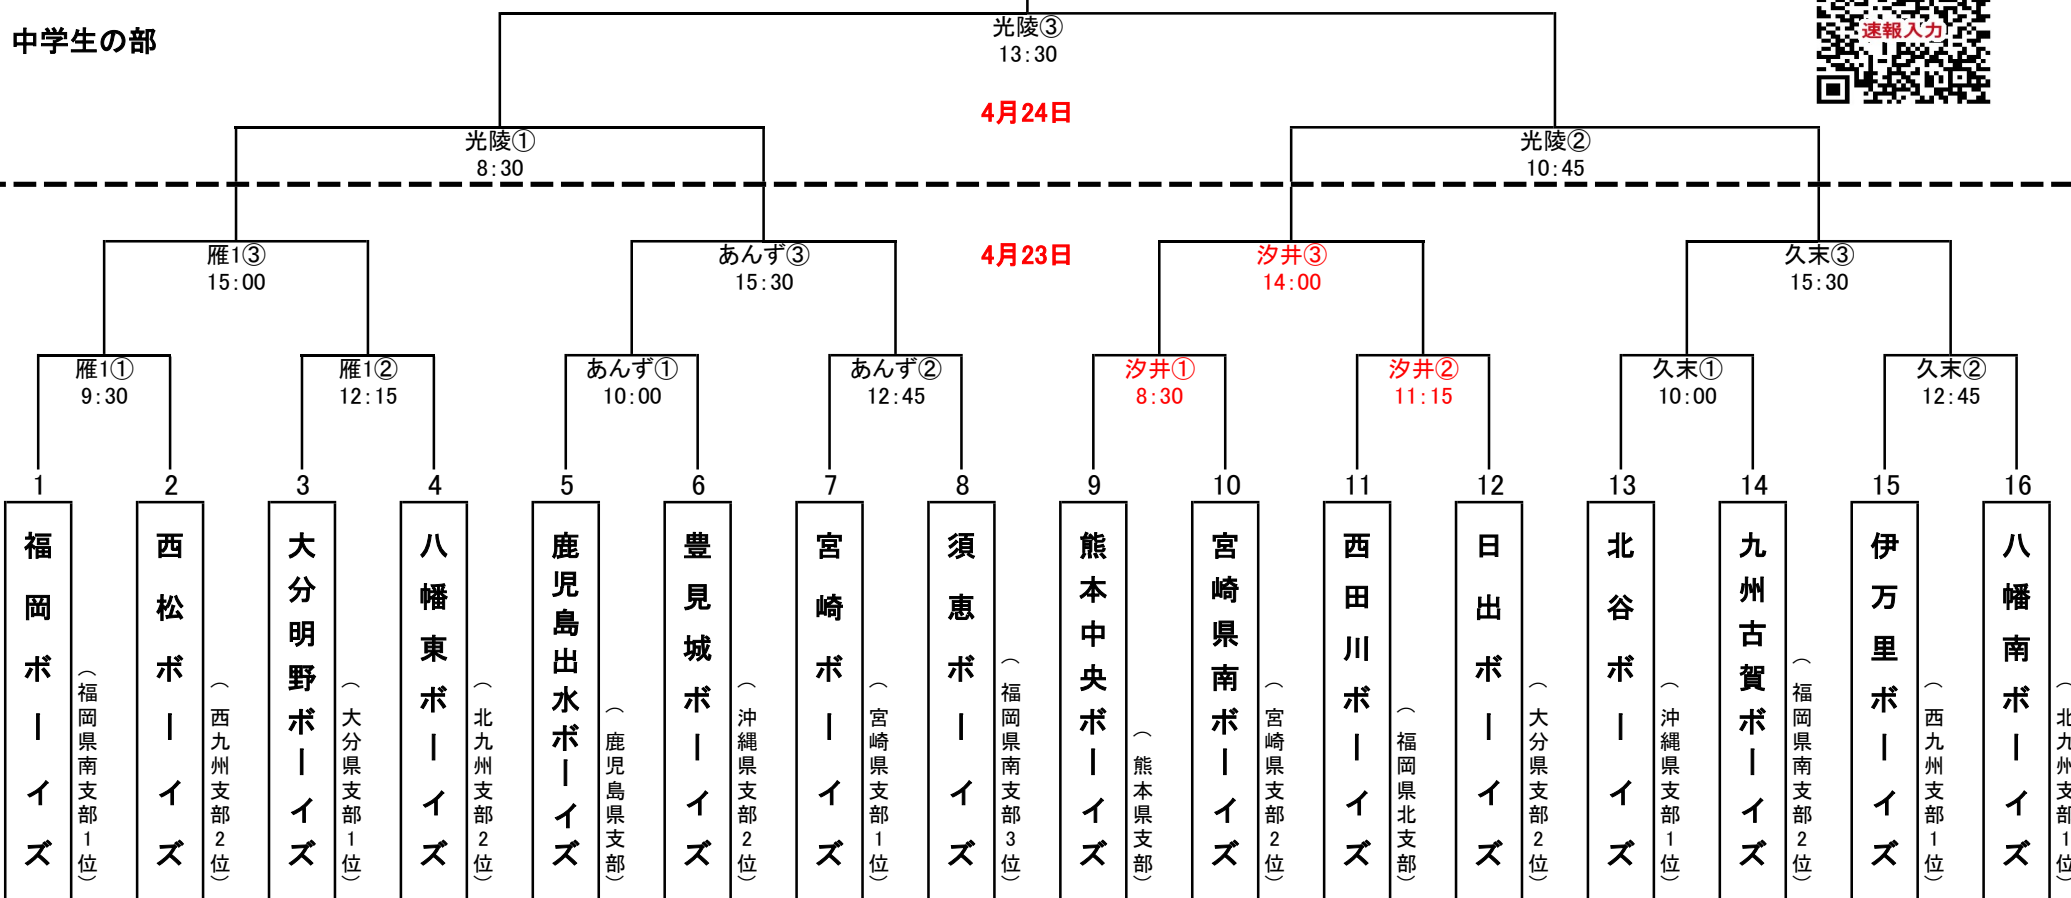 中学生の部
光陵③
13:30
速報入力
4月24日
光陵①
8:30
光陵②
10:45
4月23日
雁1③
15:00
あんず③
15:30
汐井③
14:00
久末③
15:30
雁1①
9:30
雁1②
12:15
あんず①
10:00
あんず②
12:45
汐井①
8:30
汐井②
11:15
久末①
10:00
久末②
12:45
1
2
3
4
5
6
7
8
9
10
11
12
13
14
15
16
福岡ボーイズ
(福岡県南支部1位)
西松ボーイズ
(西九州支部2位)
大分明野ボーイズ
(大分県支部1位)
八幡東ボーイズ
(北九州支部2位)
鹿児島出水ボーイズ
(鹿児島県支部)
豊見城ボーイズ
(沖縄県支部2位)
宮崎ボーイズ
(宮崎県支部1位)
須恵ボーイズ
(福岡県南支部3位)
熊本中央ボーイズ
(熊本県支部)
宮崎県南ボーイズ
(宮崎県支部2位)
西田川ボーイズ
(福岡県北支部)
日出ボーイズ
(大分県支部2位)
北谷ボーイズ
(沖縄県支部1位)
九州古賀ボーイズ
(福岡県南支部2位)
伊万里ボーイズ
(西九州支部1位)
八幡南ボーイズ
(北九州支部1位)